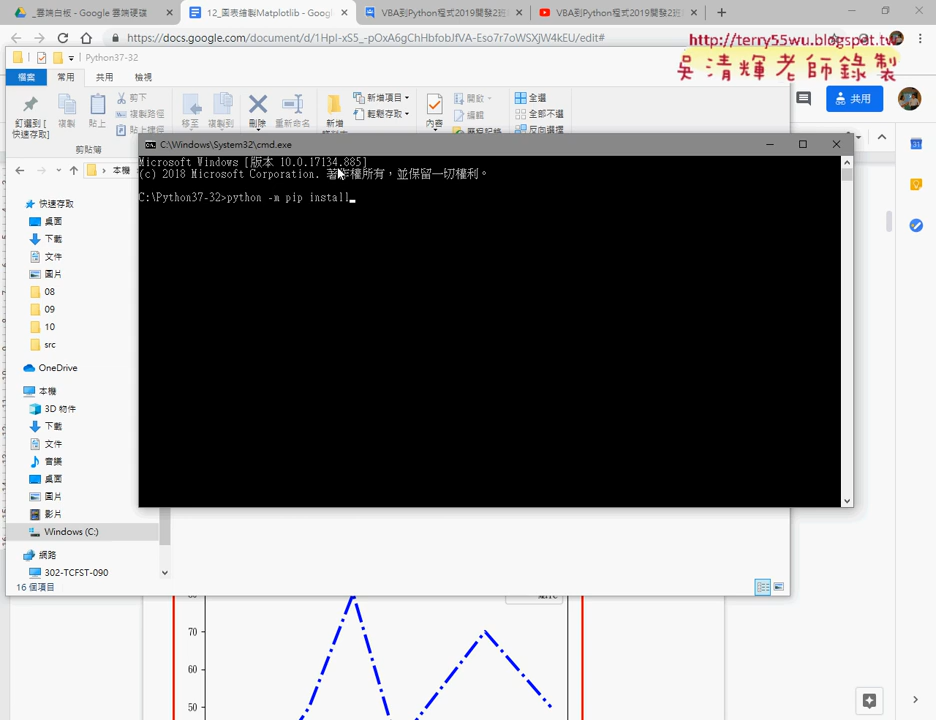 _雲端白板 - Google 雲端硬碟
12_圖表繪製Matplotlib - Goog
VBA到Python程式2019開發2班
VBA到Python程式2019開發2班
https://docs.google.com/document/d/1HpI-xS5_-pOxA6gChHbfobJfVA-Eso7r7oWSXjW4kEU/edit#
http://terry55wu.blogspot.tw
吳清輝老師錄製
Python37-32
檔案
常用
共用
檢視
共用
釘選到 [
快速存取]
複製
貼上
剪下
複製路徑
貼上捷徑
移至
複製到
刪除
重新命名
新增
新增項目
輕鬆存取
內容
開啟
編輯
歷程記錄
全選
全部不選
反向選擇
剪貼簿
本機
C:\Windows\System32\cmd.exe
Microsoft Windows [版本 10.0.17134.885]
(c) 2018 Microsoft Corporation. 著作權所有，並保留一切權利。
C:\Python37-32>python -m pip install
快速存取
桌面
下載
文件
圖片
08
09
10
src
OneDrive
本機
3D 物件
下載
文件
音樂
桌面
圖片
影片
Windows (C:)
網路
302-TCFST-090
16 個項目
70
60
50